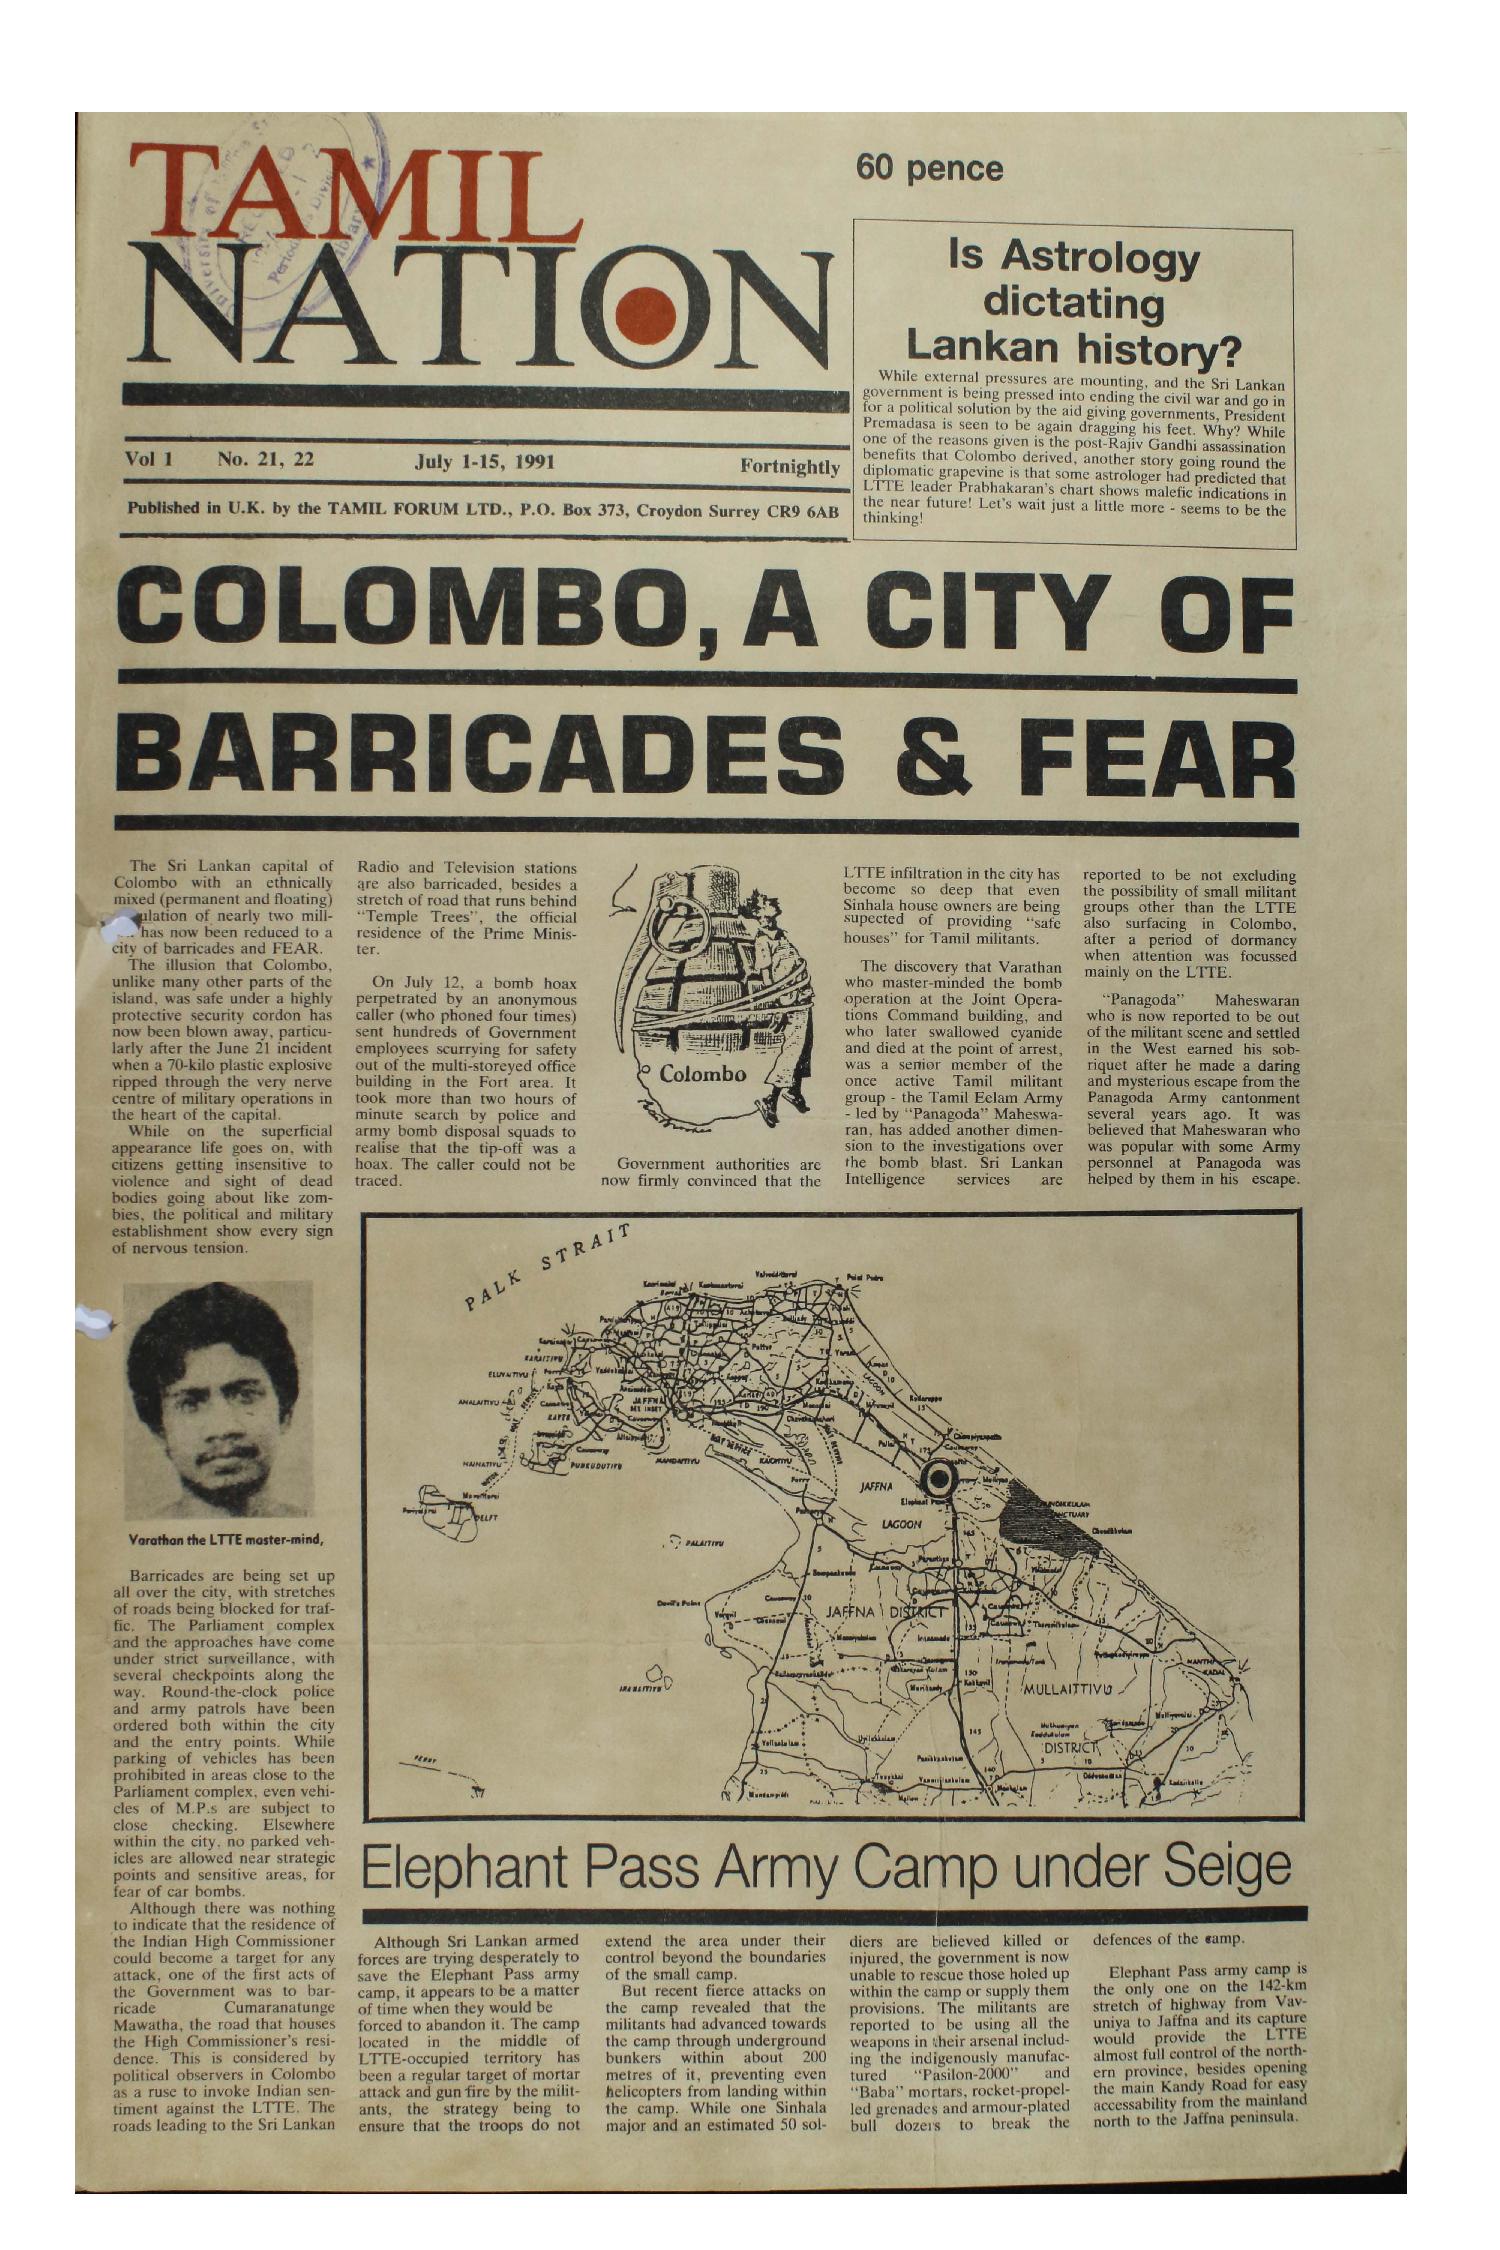 TAMIL
NATION
60 pence
Is Astrology
dictating
Lankan history?
While external pressures are mounting, and the Sri Lankan
government is being pressed into ending the civil war and go in
for a political solution by the aid giving governments, President
Premadasa is seen to be again dragging his feet. Why? While
one of the reasons given is the post-Rajiv Gandhi assassination
benefits that Colombo derived, another story going round the
diplomatic grapevine is that some astrologer had predicted that
LTTE leader Prabhakaran's chart shows malefic indications in
the near future! Let's wait just a little more - seems to be the
thinking!
Vol 1 No. 21, 22 July 1-15, 1991 Fortnightly
Published in U.K. by the TAMIL FORUM LTD., P.O. Box 373, Croydon Surrey CR9 6AB
COLOMBO, A CITY OF
BARRICADES & FEAR
The Sri Lankan capital of
Colombo with an ethnically
mixed (permanent and floating)
ulation of nearly two mill-
has now been reduced to a
city of barricades and FEAR.
The illusion that Colombo,
unlike many other parts of the
island, was safe under a highly
protective security cordon has
now been blown away, particu-
larly after the June 21 incident
when a 70-kilo plastic explosive
ripped through the very nerve
centre of military operations in
the heart of the capital.
While on the superficial
appearance life goes on, with
citizens getting insensitive to
violence and sight of dead
bodies going about like zom-
bies, the political and military
establishment show every sign
of nervous tension.
Varathan the LTTE master-mind,
Barricades are being set up
all over the city, with stretches
of roads being blocked for traf-
fic. The Parliament complex
and the approaches have come
under strict surveillance, with
several checkpoints along the
way. Round-the-clock police
and army patrols have been
ordered both within the city
and the entry points. While
parking of vehicles has been
prohibited in areas close to the
Parliament complex, even vehi-
cles of M.P.s are subject to
close checking. Elsewhere
within the city, no parked veh-
icles are allowed near strategic
points and sensitive areas, for
fear of car bombs.
Although there was nothing
to indicate that the residence of
the Indian High Commissioner
could become a target for any
attack, one of the first acts of
the Government was to bar-
ricade Cumaranatunge
Mawatha, the road that houses
the High Commissioner's resi-
dence. This is considered by
political observers in Colombo
as a ruse to invoke Indian sen-
timent against the LTTE. The
roads leading to the Sri Lankan
Radio and Television stations
are also barricaded, besides a
stretch of road that runs behind
"Temple Trees", the official
residence of the Prime Minis-
ter.
On July 12, a bomb hoax
perpetrated by an anonymous
caller (who phoned four times)
sent hundreds of Government
employees scurrying for safety
out of the multi-storeyed office
building in the Fort area. It
took more than two hours of
minute search by police and
army bomb disposal squads to
realise that the tip-off was a
hoax. The caller could not be
traced.
Colombo
Government authorities are
now firmly convinced that the
LTTE infiltration in the city has
become so deep that even
Sinhala house owners are being
supected of providing "safe
houses" for Tamil militants.
The discovery that Varathan
who master-minded the bomb
operation at the Joint Opera-
tions Command building, and
who later swallowed cyanide
and died at the point of arrest,
was a senior member of the
once active Tamil militant
group - the Tamil Eelam Army
- led by "Panagoda" Maheswa-
ran, has added another dimen-
sion to the investigations over
the bomb blast. Sri Lankan
Intelligence services are
reported to be not excluding
the possibility of small militant
groups other than the LTTE
also surfacing in Colombo,
after a period of dormancy
when attention was focussed
mainly on the LTTE.
"Panagoda" Maheswaran
who is now reported to be out
of the militant scene and settled
in the West earned his sob-
riquet after he made a daring
and mysterious escape from the
Panagoda Army cantonment
several years ago. It was
believed that Maheswaran who
was popular with some Army
personnel at Panagoda was
helped by them in his escape.
PALK STRAIT
Point Pedro
KARAITIVU
ELUVAITIVU
ANALAITIVU
KAYTS
JAFFNA
NAINATIVU
PUNKUDUTIVU
MANDAITIVU
DELFT
LAGOON
JAFFNA
LAGOON
Elephant Pass
PALAITIVU
Devil's Point
JAFFNA DISTRICT
MULLAITTIVU
DISTRICT
FERRY
Elephant Pass Army Camp under Seige
Although Sri Lankan armed
forces are trying desperately to
save the Elephant Pass army
camp, it appears to be a matter
of time when they would be
forced to abandon it. The camp
located in the middle of
LTTE-occupied territory has
been a regular target of mortar
attack and gun fire by the milit-
ants, the strategy being to
ensure that the troops do not
extend the area under their
control beyond the boundaries
of the small camp.
But recent fierce attacks on
the camp revealed that the
militants had advanced towards
the camp through underground
bunkers within about 200
metres of it, preventing even
helicopters from landing within
the camp. While one Sinhala
major and an estimated 50 sol-
diers are believed killed or
injured, the government is now
unable to rescue those holed up
within the camp or supply them
provisions. The militants are
reported to be using all the
weapons in their arsenal includ-
ing the indigenously manufac-
tured "Pasilon-2000" and
"Baba" mortars, rocket-propel-
led grenades and armour-plated
bull dozers to break the
defences of the camp.
Elephant Pass army camp is
the only one on the 142-km
stretch of highway from Vav-
uniya to Jaffna and its capture
would provide the LTTE
almost full control of the north-
ern province, besides opening
the main Kandy Road for easy
accessability from the mainland
north to the Jaffna peninsula.